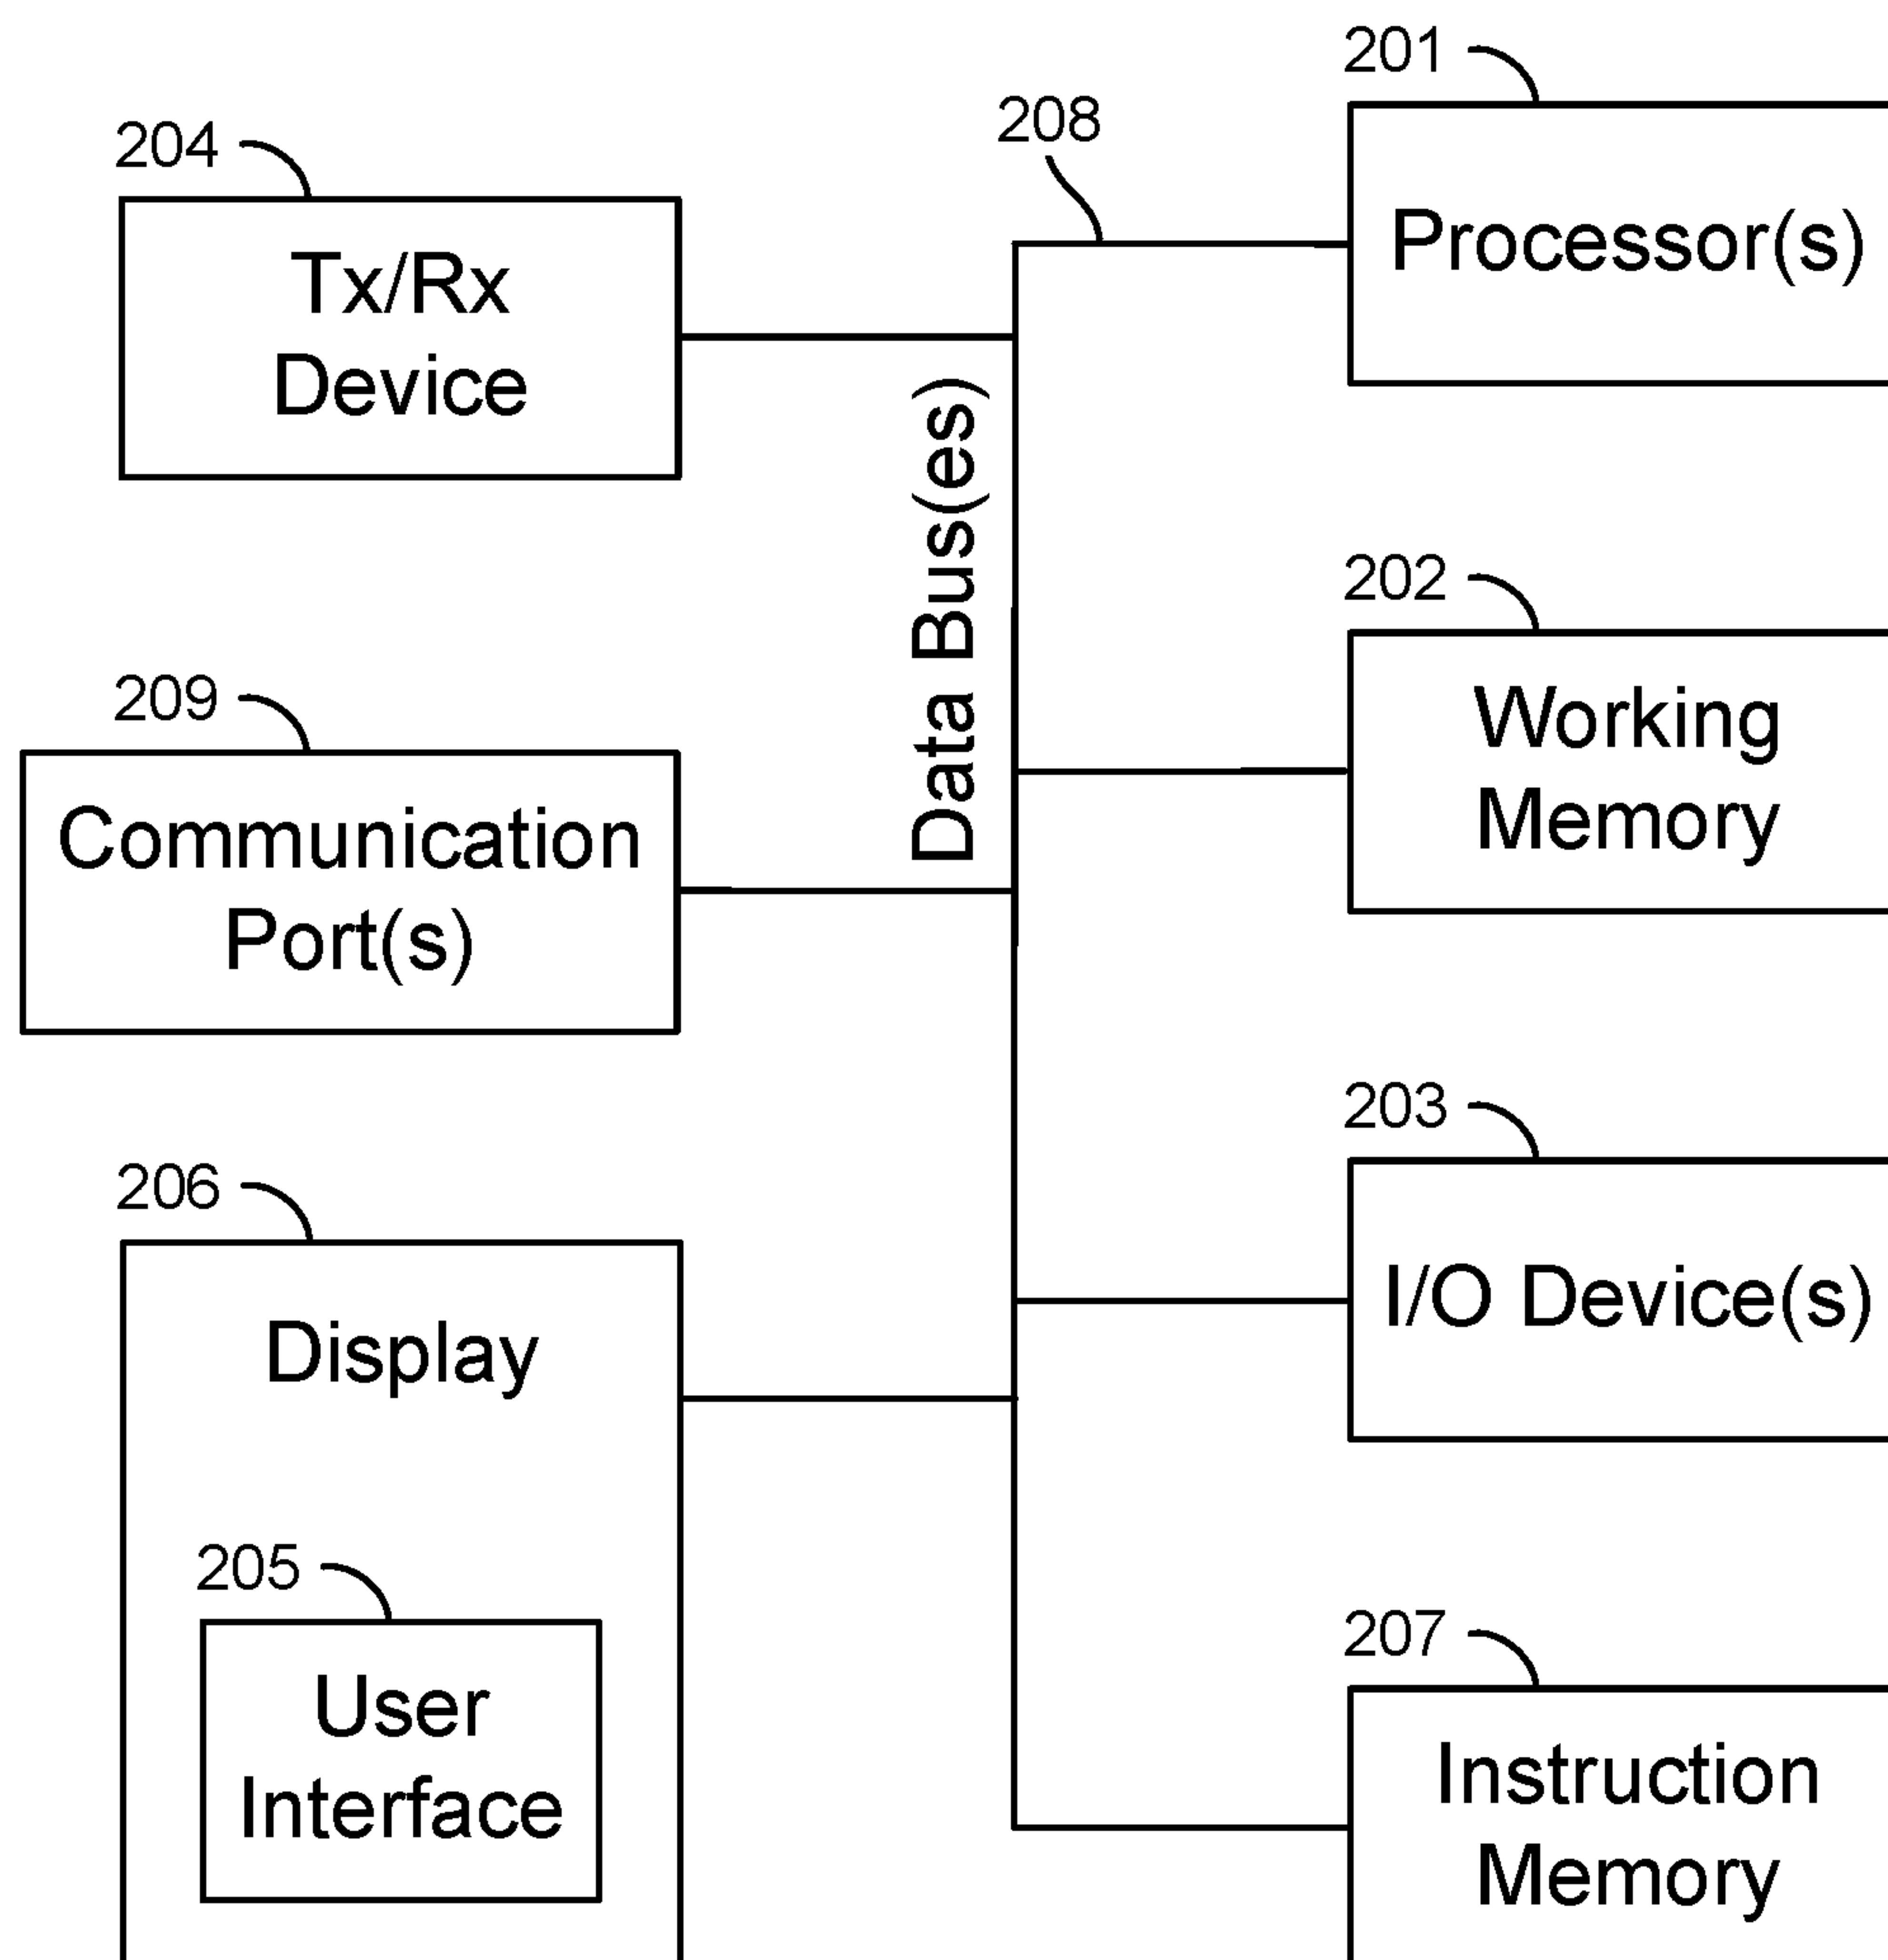 201
Processor(s)
208
204
Tx/Rx
Device
Data Bus(es)
202
Working
Memory
209
Communication
Port(s)
203
I/O Device(s)
206
Display
205
User
Interface
207
Instruction
Memory